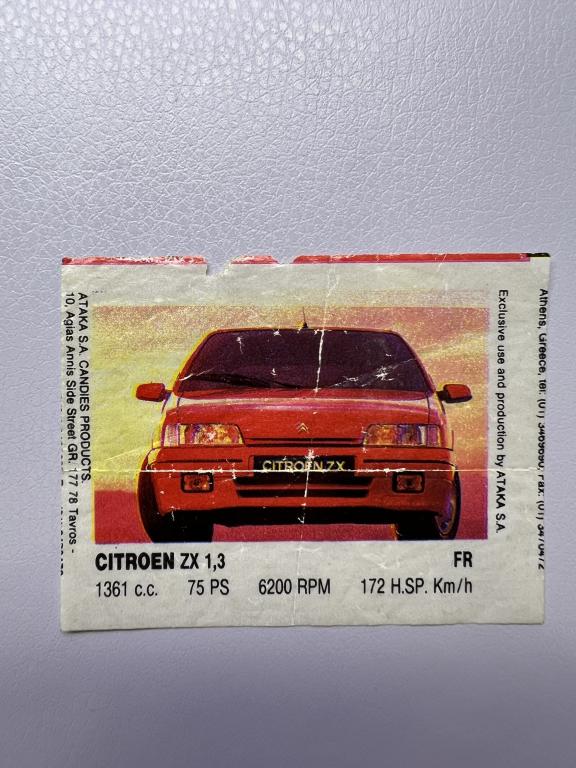 ATAKA S.A. CANDIES PRODUCTS.
10, Agias Annis Side Street GR. 177 78 Tavros -
CITROEN ZX
Exclusive use and production by ATAKA S.A.
Athens, Greece, Tel: (01)
CITROEN ZX 1,3 FR
1361 c.c. 75 PS 6200 RPM 172 H.SP. Km/h